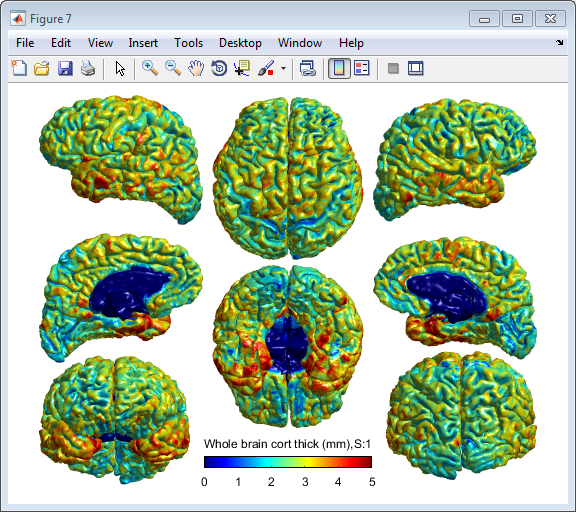 Figure 7
File Edit View Insert Tools Desktop Window Help
Whole brain cort thick (mm),S:1
0 1 2 3 4 5